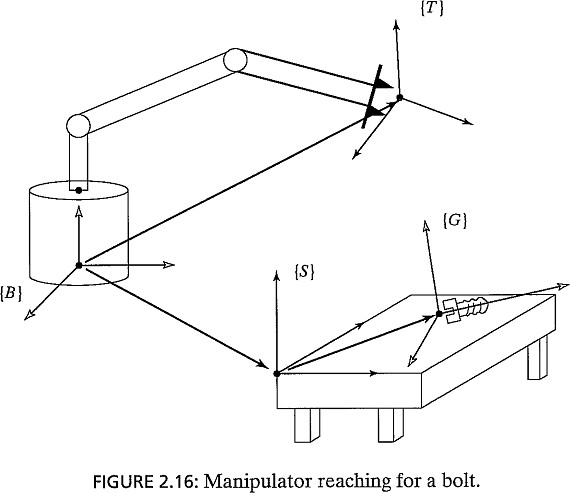 {T}
{G}
{S}
{B}
FIGURE 2.16: Manipulator reaching for a bolt.